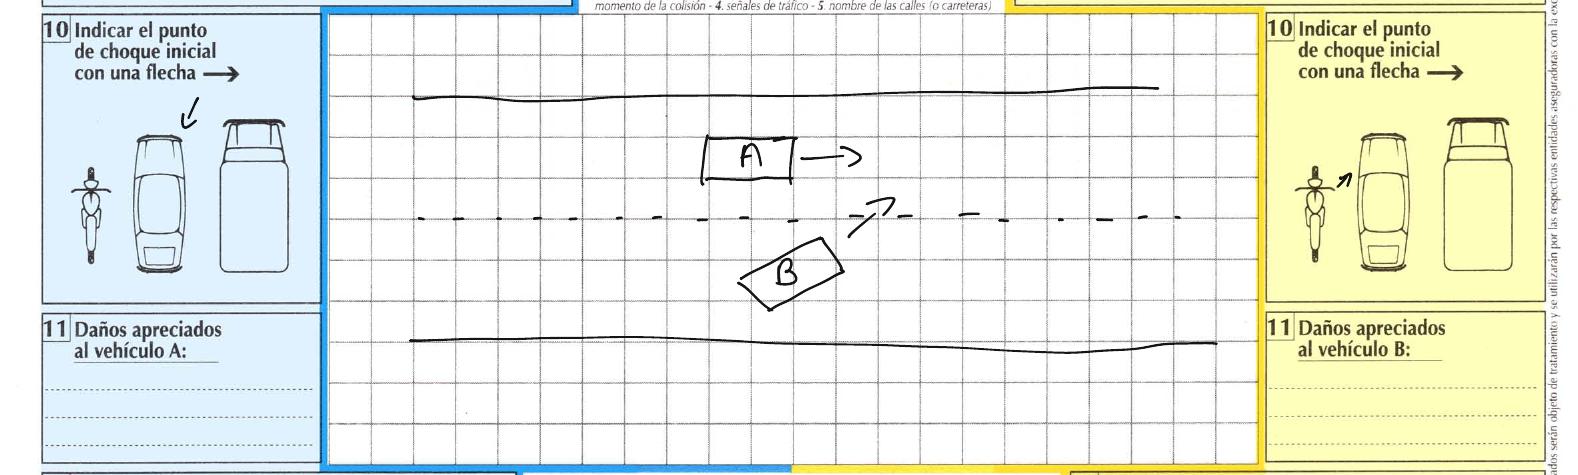 momento de la colisión - 4. señales de tráfico - 5. nombre de las calles (o carreteras)
10 Indicar el punto
de choque inicial
con una flecha
A
B
11 Daños apreciados
al vehículo A:
10 Indicar el punto
de choque inicial
con una flecha
11 Daños apreciados
al vehículo B:
ados serán objeto de tratamiento y se utilizarán por las respectivas entidades aseguradoras con la exc